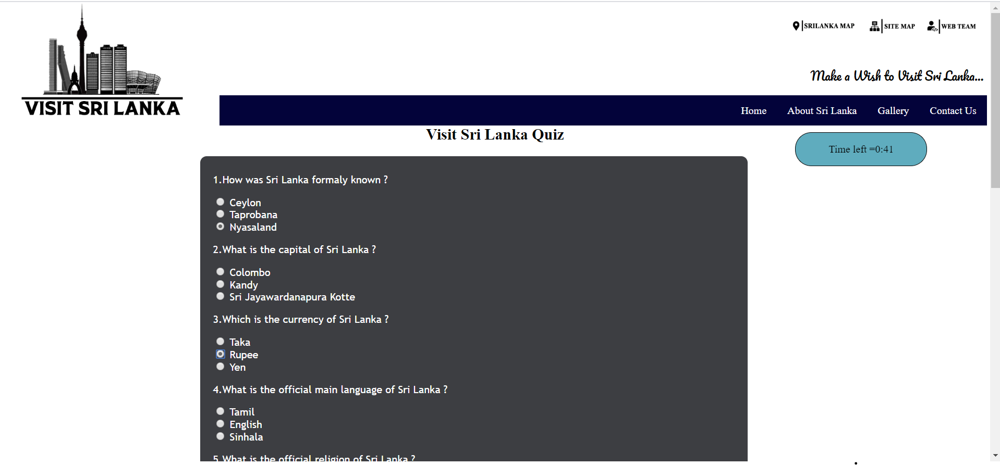 SRILANKA MAP
SITE MAP
WEB TEAM
Make a Wish to Visit Sri Lanka...
VISIT SRI LANKA
Home
About Sri Lanka
Gallery
Contact Us
Visit Sri Lanka Quiz
Time left =0:41
1.How was Sri Lanka formaly known ?
Ceylon
Taprobana
Nyasaland
2.What is the capital of Sri Lanka ?
Colombo
Kandy
Sri Jayawardanapura Kotte
3.Which is the currency of Sri Lanka ?
Taka
Rupee
Yen
4.What is the official main language of Sri Lanka ?
Tamil
English
Sinhala
5.What is the official religion of Sri Lanka ?